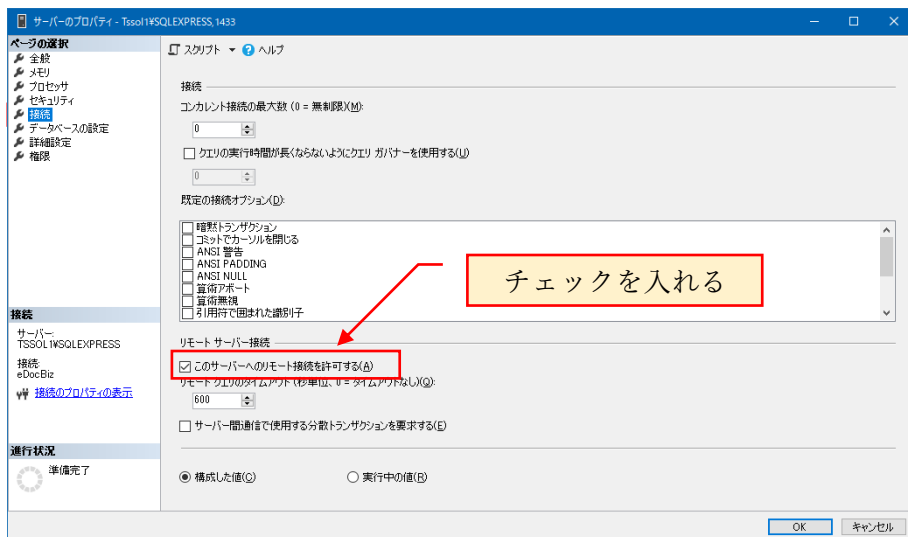 サーバーのプロパティ - Tssol1¥SQLEXPRESS,1433
ページの選択
全般
メモリ
プロセッサ
セキュリティ
接続
データベースの設定
詳細設定
権限
スクリプト ヘルプ
接続
コンカレント接続の最大数 (0 = 無制限)(M):
0
クエリの実行時間が長くならないようにクエリ ガバナーを使用する(U)
0
既定の接続オプション(D):
暗黙トランザクション
コミットでカーソルを閉じる
ANSI 警告
ANSI PADDING
ANSI NULL
算術アボート
算術無視
引用符で囲まれた識別子
チェックを入れる
リモート サーバー接続
このサーバーへのリモート接続を許可する(A)
リモート クエリのタイムアウト (秒単位、0 = タイムアウトなし)(Q):
600
サーバー間通信で使用する分散トランザクションを要求する(E)
構成した値(C) 実行中の値(R)
接続
サーバー:
TSSOL1¥SQLEXPRESS
接続:
eDocBiz
接続のプロパティの表示
進行状況
準備完了
OK キャンセル